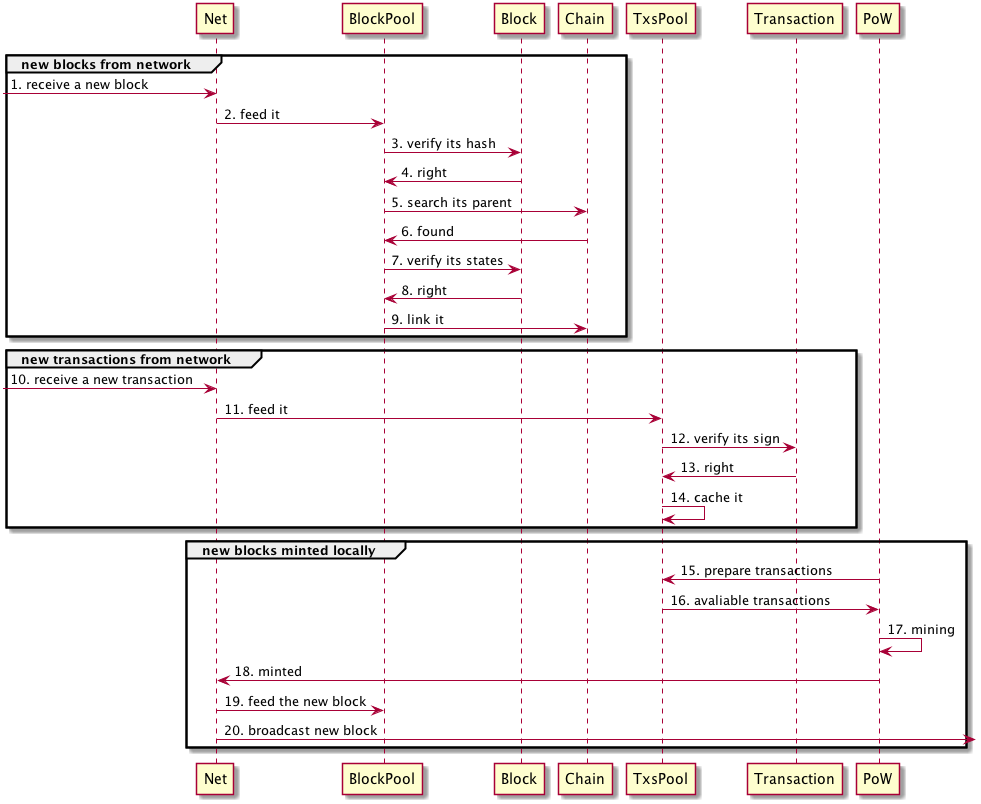 Net BlockPool Block Chain TxsPool Transaction PoW
new blocks from network
1. receive a new block
2. feed it
3. verify its hash
4. right
5. search its parent
6. found
7. verify its states
8. right
9. link it
new transactions from network
10. receive a new transaction
11. feed it
12. verify its sign
13. right
14. cache it
new blocks minted locally
15. prepare transactions
16. avaliable transactions
17. mining
18. minted
19. feed the new block
20. broadcast new block
Net BlockPool Block Chain TxsPool Transaction PoW